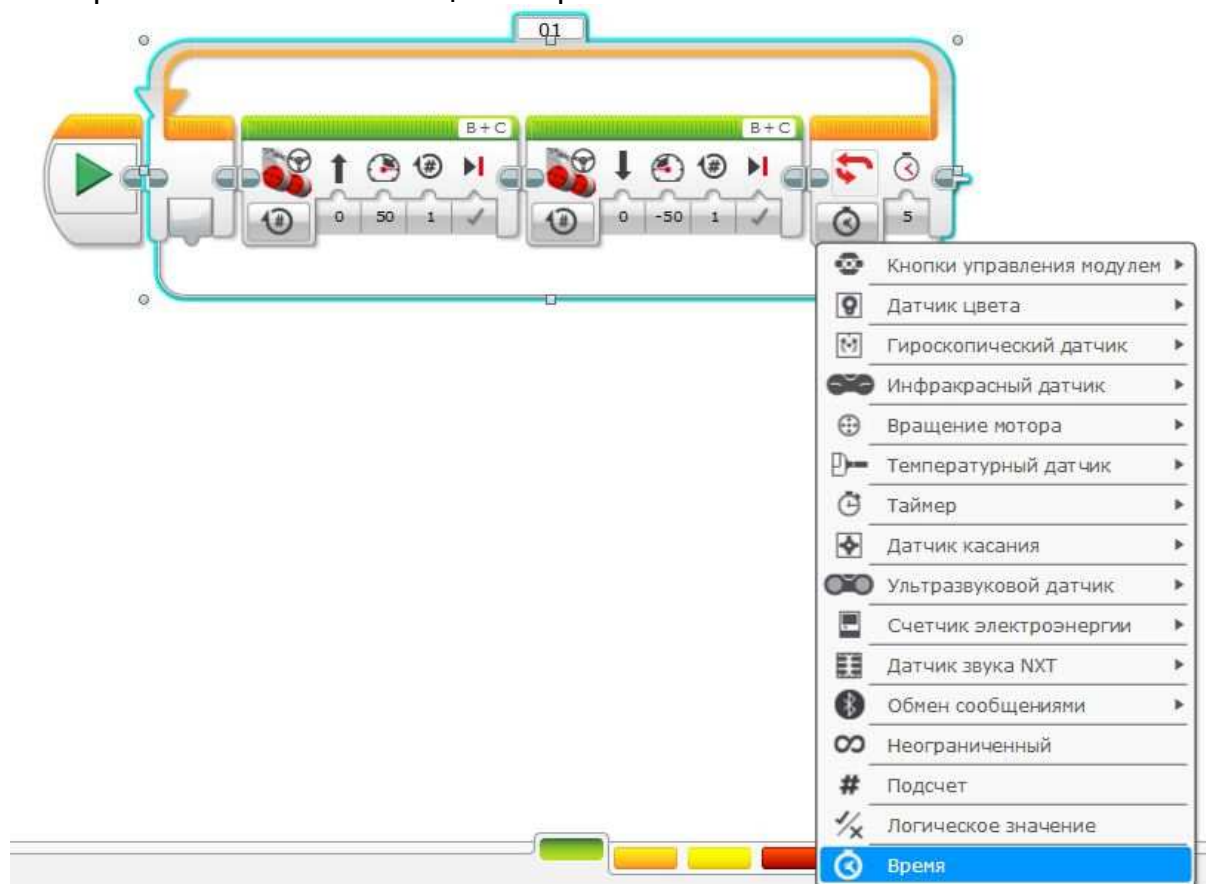 01
B+C
B+C
# # # #
0 50 1
# 0 -50 1
5
Кнопки управления модулем
Датчик цвета
Гироскопический датчик
Инфракрасный датчик
Вращение мотора
Температурный датчик
Таймер
Датчик касания
Ультразвуковой датчик
Счетчик электроэнергии
Датчик звука NXT
Обмен сообщениями
Неограниченный
# Подсчет
Логическое значение
Время